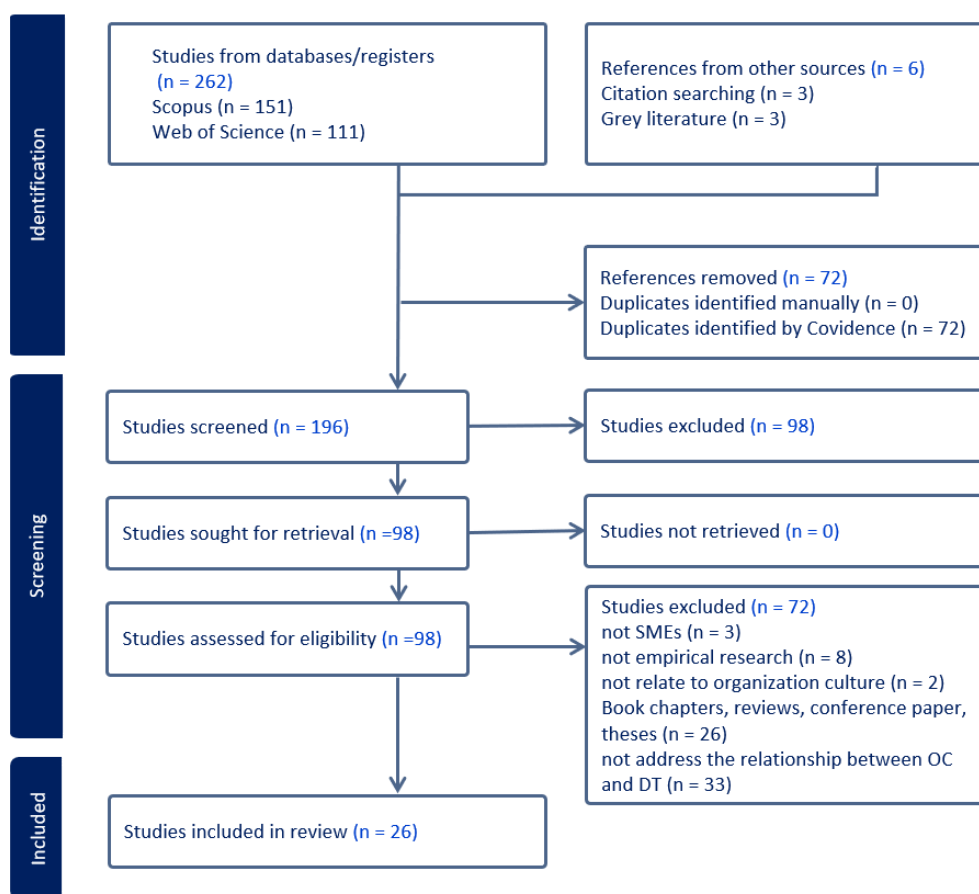 Identification
Studies from databases/registers
(n = 262)
Scopus (n = 151)
Web of Science (n = 111)
References from other sources (n = 6)
Citation searching (n = 3)
Grey literature (n = 3)
References removed (n = 72)
Duplicates identified manually (n = 0)
Duplicates identified by Covidence (n = 72)
Screening
Studies screened (n = 196)
Studies excluded (n = 98)
Studies sought for retrieval (n =98)
Studies not retrieved (n = 0)
Studies assessed for eligibility (n =98)
Studies excluded (n = 72)
not SMEs (n = 3)
not empirical research (n = 8)
not relate to organization culture (n = 2)
Book chapters, reviews, conference paper,
theses (n = 26)
not address the relationship between OC
and DT (n = 33)
Included
Studies included in review (n = 26)